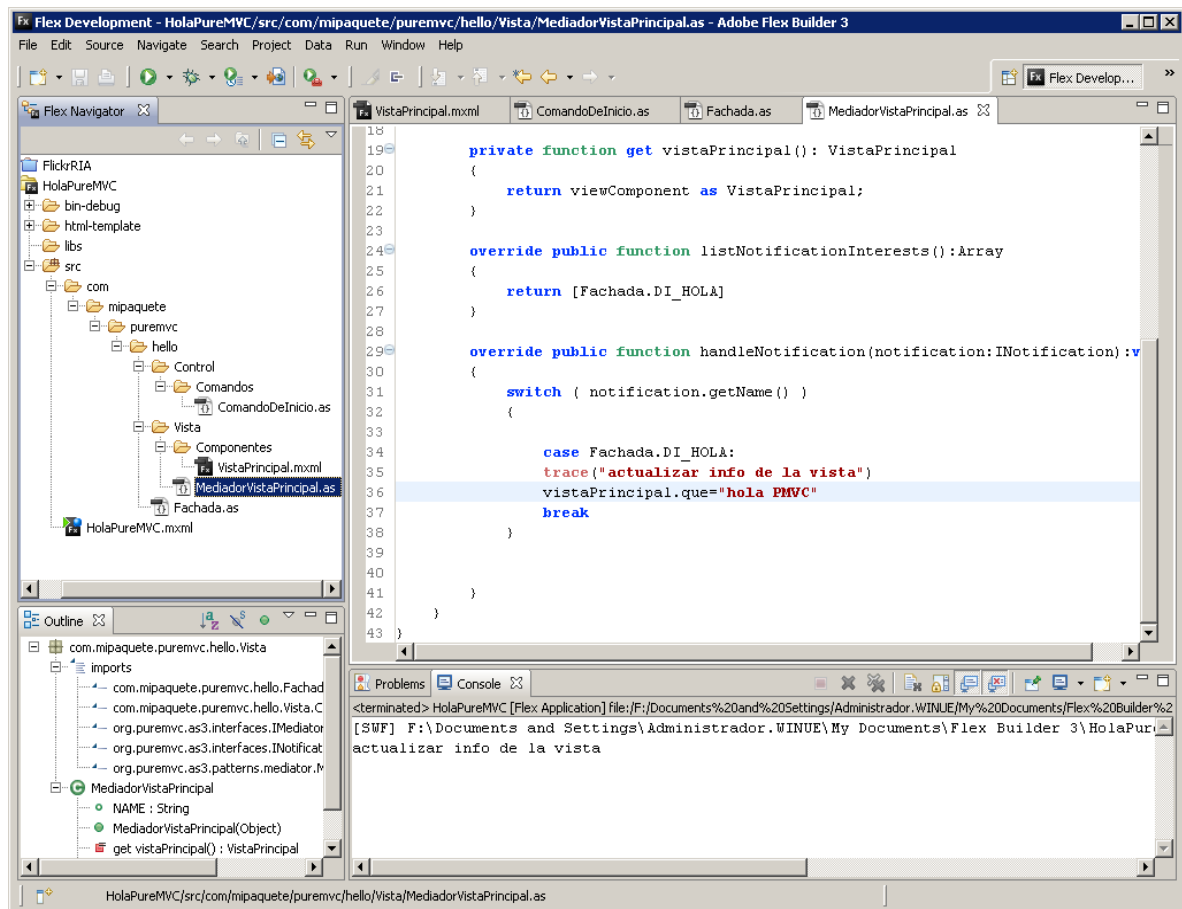 Flex Development - HolaPureMVC/src/com/mipaquete/puremvc/hello/Vista/MediadorVistaPrincipal.as - Adobe Flex Builder 3
File Edit Source Navigate Search Project Data Run Window Help
Flex Develop... »
Flex Navigator
FlickrRIA
HolaPureMVC
bin-debug
html-template
libs
src
com
mipaquete
puremvc
hello
Control
Comandos
ComandoDeInicio.as
Vista
Componentes
VistaPrincipal.mxml
MediadorVistaPrincipal.as
Fachada.as
HolaPureMVC.mxml
VistaPrincipal.mxml ComandoDeInicio.as Fachada.as MediadorVistaPrincipal.as
18
19 private function get vistaPrincipal(): VistaPrincipal
20 {
21 return viewComponent as VistaPrincipal;
22 }
23
24 override public function listNotificationInterests():Array
25 {
26 return [Fachada.DI_HOLA]
27 }
28
29 override public function handleNotification(notification:INotification):v
30 {
31 switch ( notification.getName() )
32 {
33
34 case Fachada.DI_HOLA:
35 trace("actualizar info de la vista")
36 vistaPrincipal.que="hola PMVC"
37 break
38 }
39
40
41 }
42 }
43 }
Outline
com.mipaquete.puremvc.hello.Vista
imports
com.mipaquete.puremvc.hello.Fachad
com.mipaquete.puremvc.hello.Vista.C
org.puremvc.as3.interfaces.IMediator
org.puremvc.as3.interfaces.INotificat
org.puremvc.as3.patterns.mediator.M
MediadorVistaPrincipal
NAME : String
MediadorVistaPrincipal(Object)
get vistaPrincipal() : VistaPrincipal
Problems Console
<terminated> HolaPureMVC [Flex Application] file:/F:/Documents%20and%20Settings/Administrador.WINUE/My%20Documents/Flex%20Builder%2
[SWF] F:\Documents and Settings\Administrador.WINUE\My Documents\Flex Builder 3\HolaPur
actualizar info de la vista
HolaPureMVC/src/com/mipaquete/puremvc/hello/Vista/MediadorVistaPrincipal.as